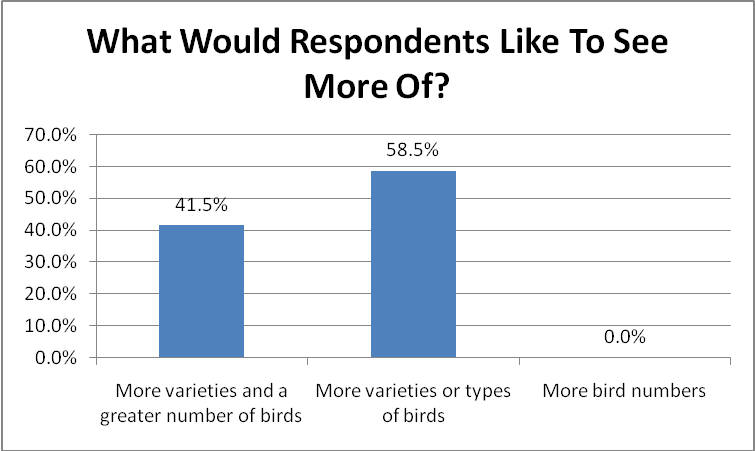 What Would Respondents Like To See
More Of?
70.0%
60.0%
50.0%
40.0%
30.0%
20.0%
10.0%
0.0%
41.5%
58.5%
0.0%
More varieties and a
greater number of birds
More varieties or types
of birds
More bird numbers